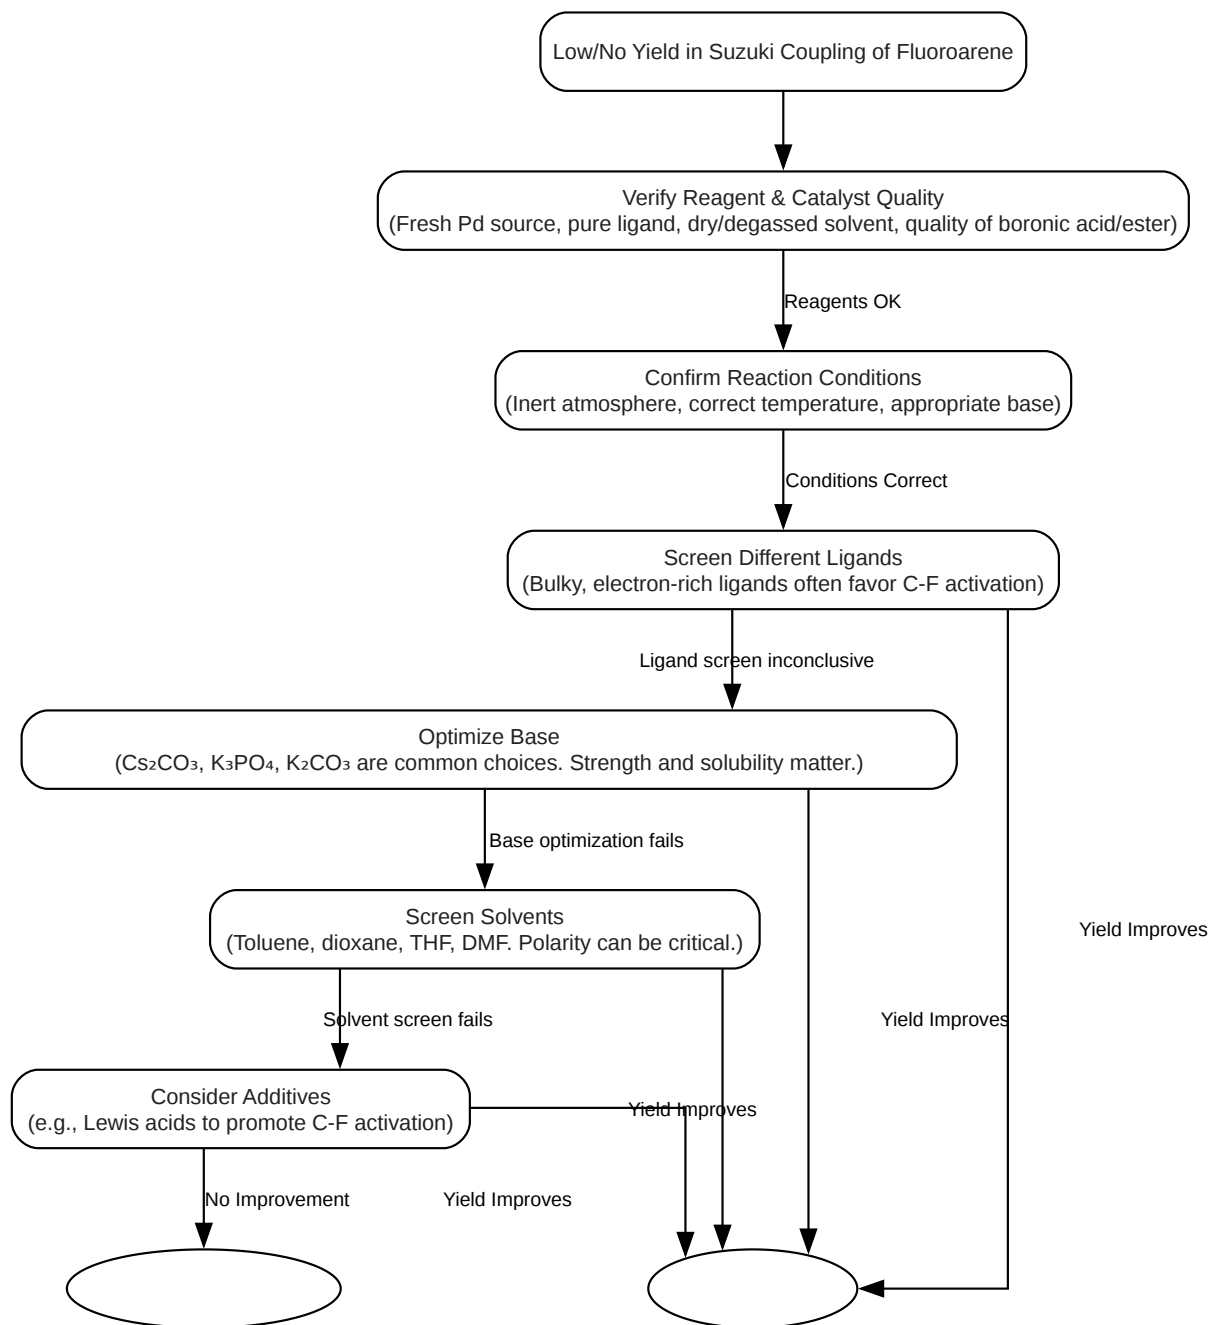 Low/No Yield in Suzuki Coupling of Fluoroarene
Verify Reagent & Catalyst Quality
(Fresh Pd source, pure ligand, dry/degassed solvent, quality of boronic acid/ester)
Reagents OK
Confirm Reaction Conditions
(Inert atmosphere, correct temperature, appropriate base)
Conditions Correct
Screen Different Ligands
(Bulky, electron-rich ligands often favor C-F activation)
Ligand screen inconclusive
Optimize Base
(Cs₂CO₃, K₃PO₄, K₂CO₃ are common choices. Strength and solubility matter.)
Base optimization fails
Screen Solvents
(Toluene, dioxane, THF, DMF. Polarity can be critical.)
Yield Improves
Solvent screen fails
Yield Improves
Consider Additives
(e.g., Lewis acids to promote C-F activation)
Yield Improves
No Improvement
Yield Improves